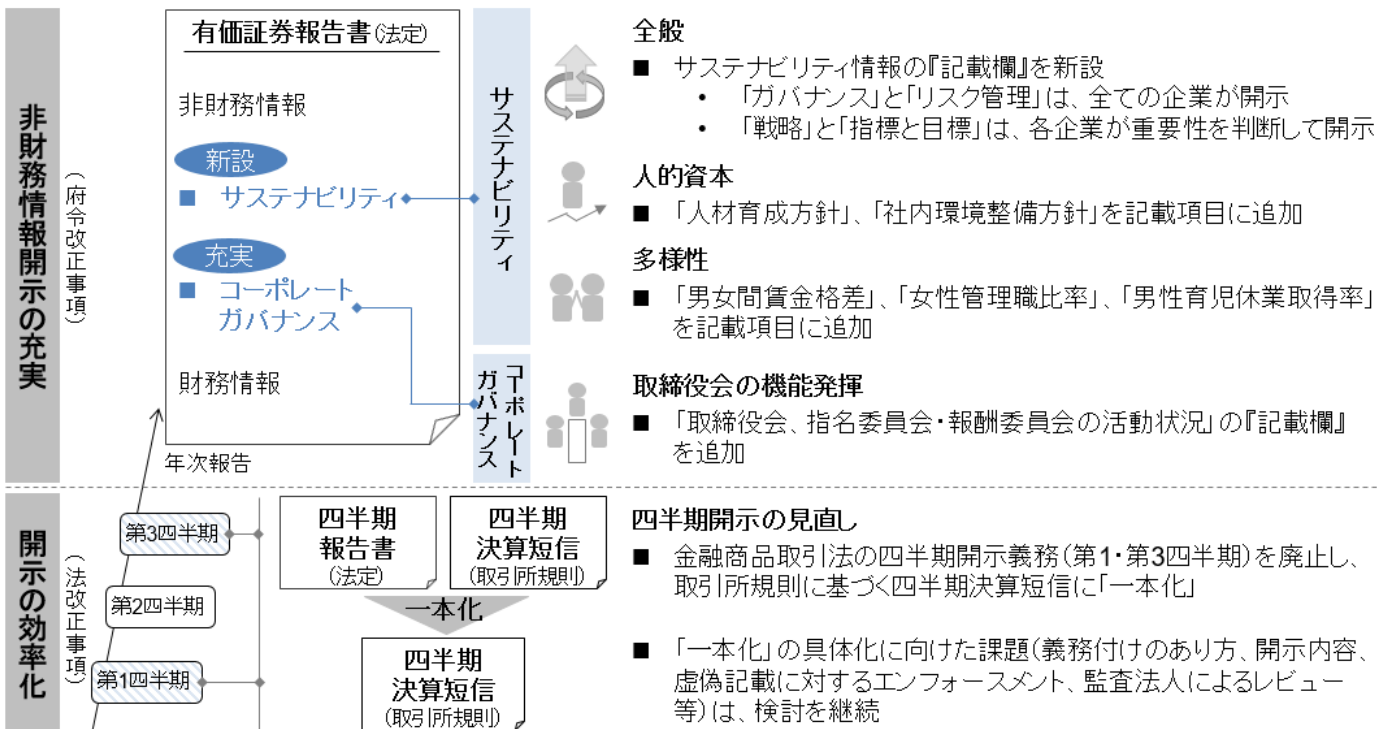 非財務情報開示の充実
(府令改正事項)
有価証券報告書(法定)
非財務情報
新設
■ サステナビリティ
充実
■ コーポレート
ガバナンス
財務情報
年次報告
サステナビリティ
コーポレート
ガバナンス
全般
■ サステナビリティ情報の『記載欄』を新設
• 「ガバナンス」と「リスク管理」は、全ての企業が開示
• 「戦略」と「指標と目標」は、各企業が重要性を判断して開示
人的資本
■ 「人材育成方針」、「社内環境整備方針」を記載項目に追加
多様性
■ 「男女間賃金格差」、「女性管理職比率」、「男性育児休業取得率」
を記載項目に追加
取締役会の機能発揮
■ 「取締役会、指名委員会・報酬委員会の活動状況」の『記載欄』
を追加
開示の効率化
(法改正事項)
第3四半期
第2四半期
第1四半期
四半期
報告書
(法定)
四半期
決算短信
(取引所規則)
一本化
四半期
決算短信
(取引所規則)
四半期開示の見直し
■ 金融商品取引法の四半期開示義務(第1・第3四半期)を廃止し、
取引所規則に基づく四半期決算短信に「一本化」
■ 「一本化」の具体化に向けた課題(義務付けのあり方、開示内容、
虚偽記載に対するエンフォースメント、監査法人によるレビュー
等)は、検討を継続